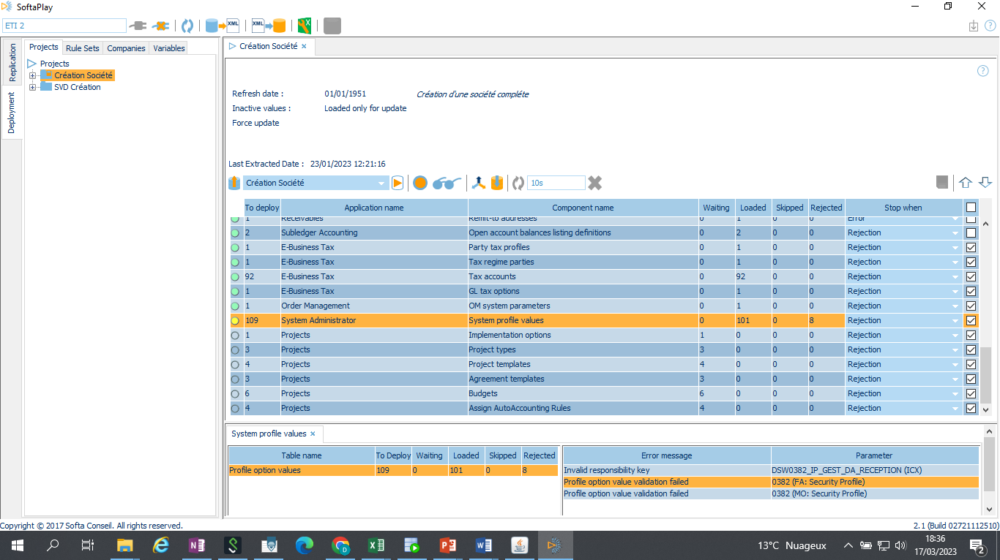 SoftaPlay
ETI 2
XML
XML
Replication
Deployment
Projects Rule Sets Companies Variables
Projects
Création Société
SVD Création
Création Société
Refresh date : 01/01/1951 Création d'une société complète
Inactive values : Loaded only for update
Force update
Last Extracted Date : 23/01/2023 12:21:16
Création Société 10s
To deploy Application name Component name Waiting Loaded Skipped Rejected Stop when
1 Receivables Remit-to addresses 0 1 0 0 Error
2 Subledger Accounting Open account balances listing definitions 0 2 0 0 Rejection
1 E-Business Tax Party tax profiles 0 1 0 0 Rejection
1 E-Business Tax Tax regime parties 0 1 0 0 Rejection
92 E-Business Tax Tax accounts 0 92 0 0 Rejection
1 E-Business Tax GL tax options 0 1 0 0 Rejection
1 Order Management OM system parameters 0 1 0 0 Rejection
109 System Administrator System profile values 0 101 0 8 Rejection
1 Projects Implementation options 1 0 0 0 Rejection
3 Projects Project types 3 0 0 0 Rejection
4 Projects Project templates 4 0 0 0 Rejection
3 Projects Agreement templates 3 0 0 0 Rejection
6 Projects Budgets 6 0 0 0 Rejection
4 Projects Assign AutoAccounting Rules 4 0 0 0 Rejection
System profile values
Table name To Deploy Waiting Loaded Skipped Rejected
Profile option values 109 0 101 0 8
Error message Parameter
Invalid responsibility key DSW0382_IP_GEST_DA_RECEPTION (ICX)
Profile option value validation failed 0382 (FA: Security Profile)
Profile option value validation failed 0382 (MO: Security Profile)
Copyright © 2017 Softa Conseil. All rights reserved. 2.1 (Build 02721112510)
13°C Nuageux
18:36
17/03/2023
2